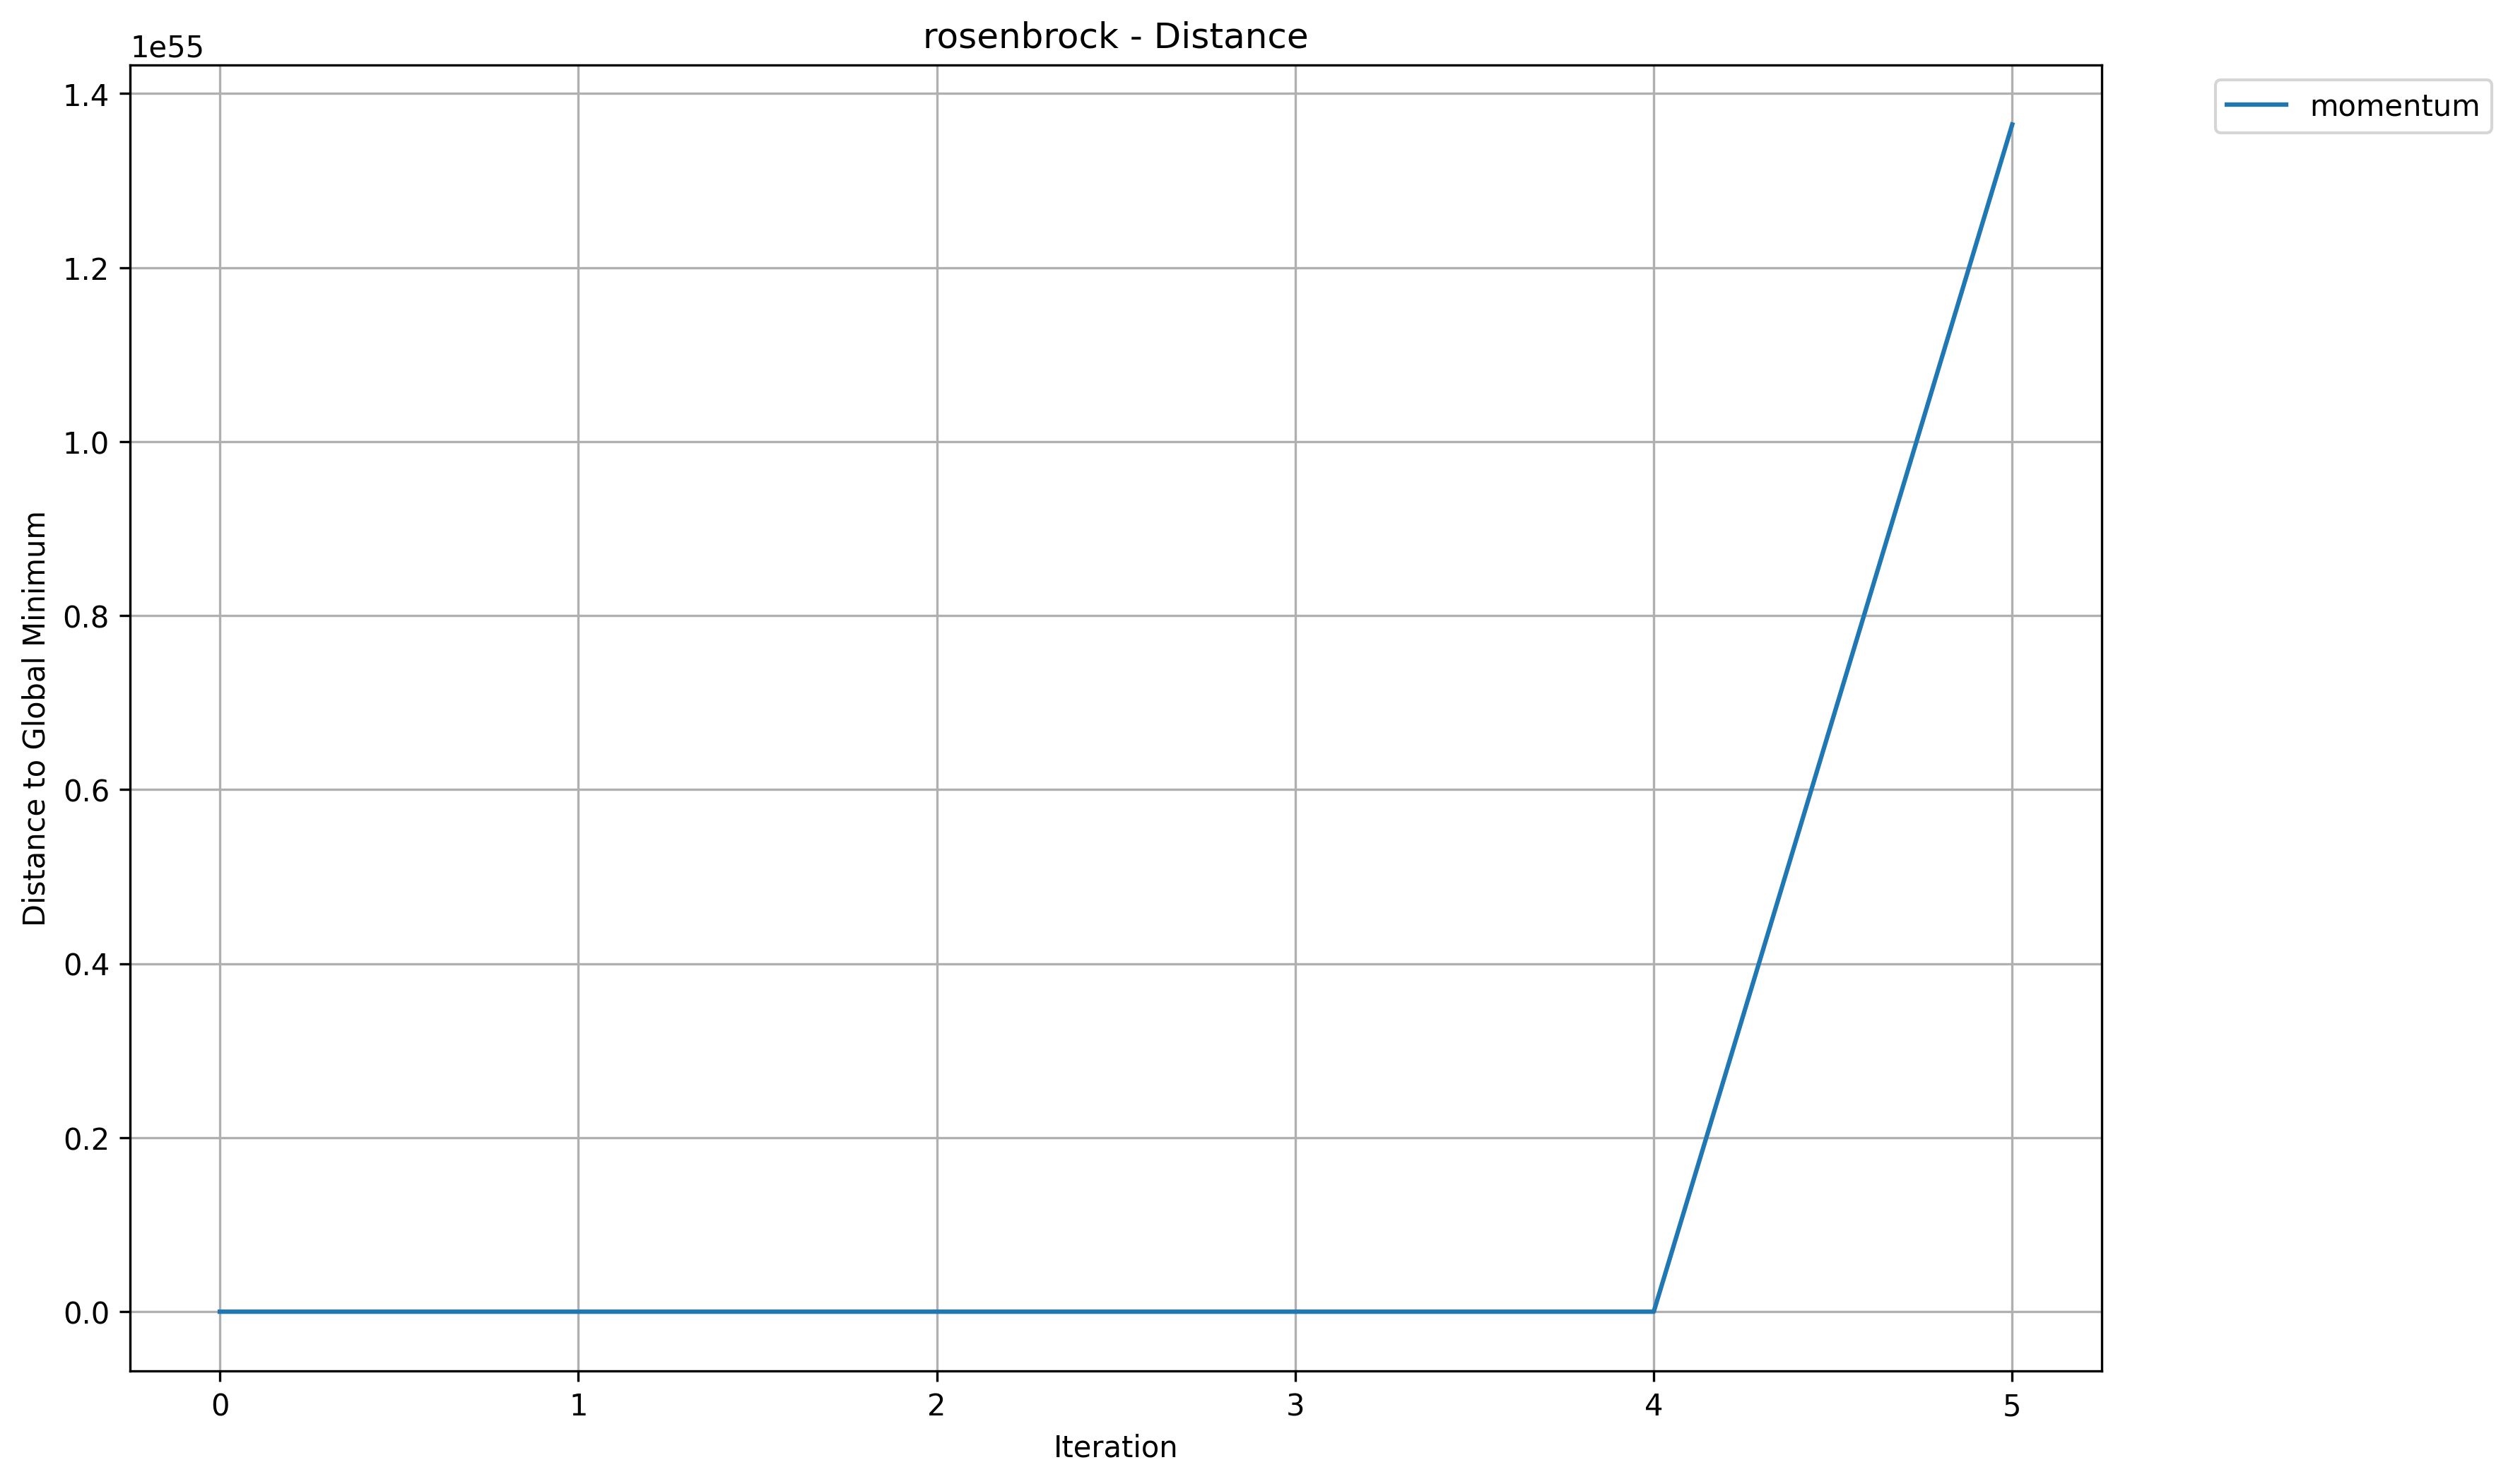 rosenbrock - Distance
1e55
1.4
1.2
1.0
0.8
0.6
0.4
0.2
0.0
Distance to Global Minimum
0 1 2 3 4 5
Iteration
momentum